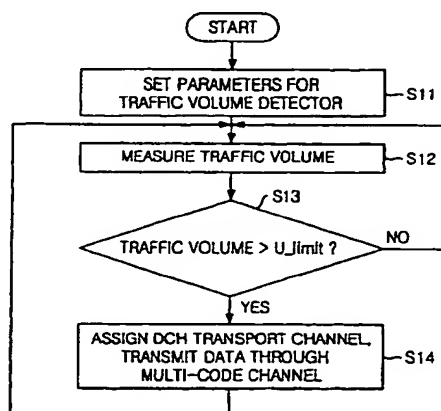 START
SET PARAMETERS FOR
TRAFFIC VOLUME DETECTOR
S11
MEASURE TRAFFIC VOLUME
S12
S13
TRAFFIC VOLUME > U_limit ?
NO
YES
ASSIGN DCH TRANSPORT CHANNEL,
TRANSMIT DATA THROUGH
MULTI-CODE CHANNEL
S14